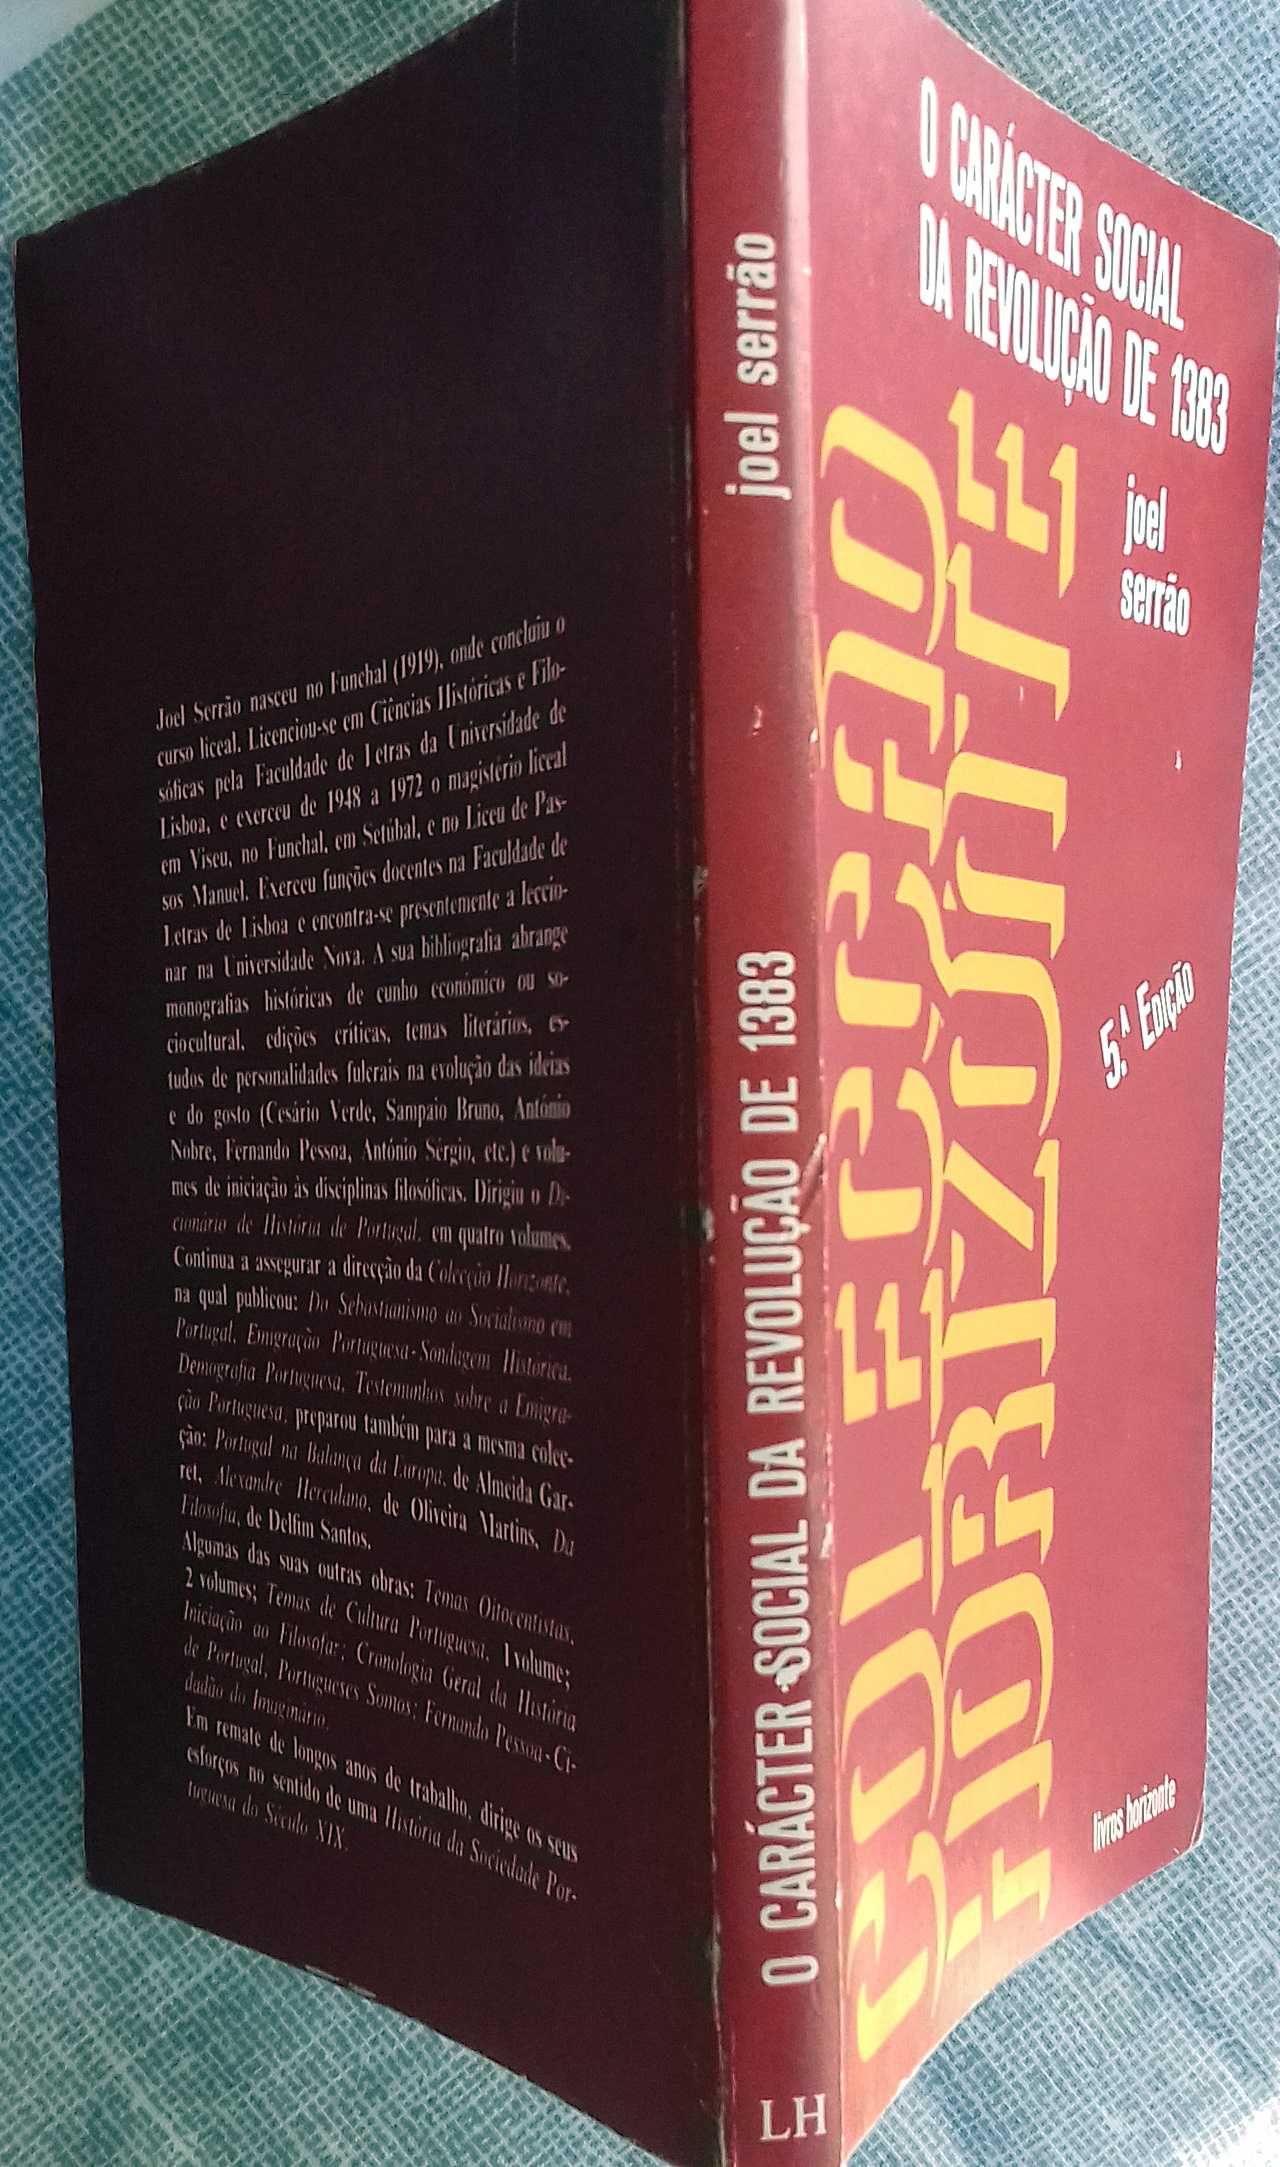 Joel Serrão nasceu no Funchal (1919), onde concluiu o
curso liceal. Licenciou-se em Ciências Históricas e Filo-
sóficas pela Faculdade de Letras da Universidade de
Lisboa, e exerceu de 1948 a 1972 o magistério liceal
em Viseu, no Funchal, em Setúbal, e no Liceu de Pas-
sos Manuel. Exerceu funções docentes na Faculdade de
Letras de Lisboa e encontra-se presentemente a leccio-
nar na Universidade Nova. A sua bibliografia abrange
monografias históricas de cunho económico ou so-
ciocultural, edições críticas, temas literários, es-
tudos de personalidades fulcrais na evolução das ideias
e do gosto (Cesário Verde, Sampaio Bruno, António
Nobre, Fernando Pessoa, António Sérgio, etc.) e volu-
mes de iniciação às disciplinas filosóficas. Dirigiu o Di-
cionário de História de Portugal, em quatro volumes.
Continua a assegurar a direcção da Colecção Horizonte,
na qual publicou: Do Sebastianismo ao Socialismo em
Portugal, Emigração Portuguesa-Sondagem Histórica,
Demografia Portuguesa, Testemunhos sobre a Emigra-
ção Portuguesa, preparou também para a mesma colec-
ção: Portugal na Balança da Europa, de Almeida Gar-
ret, Alexandre Herculano, de Oliveira Martins, Da
Filosofia, de Delfim Santos.
Algumas das suas outras obras: Temas Oitocentistas,
2 volumes; Temas de Cultura Portuguesa, 1 volume;
Iniciação ao Filosofar; Cronologia Geral da História
de Portugal, Portugueses Somos; Fernando Pessoa-Ci-
dadão do Imaginário.
Em remate de longos anos de trabalho, dirige os seus
esforços no sentido de uma História da Sociedade Por-
tuguesa do Século XIX.
LH O CARÁCTER SOCIAL DA REVOLUÇÃO DE 1383 joel serrão
O CARÁCTER SOCIAL
DA REVOLUÇÃO DE 1383
joel
serrão
COLECÇÃO
HORIZONTE
5.ª EDIÇÃO
livros horizonte